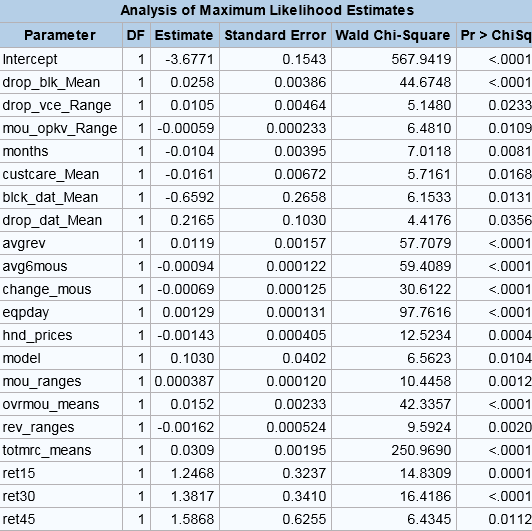 Analysis of Maximum Likelihood Estimates
Parameter DF Estimate Standard Error Wald Chi-Square Pr > ChiSq
Intercept 1 -3.6771 0.1543 567.9419 <.0001
drop_blk_Mean 1 0.0258 0.00386 44.6748 <.0001
drop_vce_Range 1 0.0105 0.00464 5.1480 0.0233
mou_opkv_Range 1 -0.00059 0.000233 6.4810 0.0109
months 1 -0.0104 0.00395 7.0118 0.0081
custcare_Mean 1 -0.0161 0.00672 5.7161 0.0168
blck_dat_Mean 1 -0.6592 0.2658 6.1533 0.0131
drop_dat_Mean 1 0.2165 0.1030 4.4176 0.0356
avgrev 1 0.0119 0.00157 57.7079 <.0001
avg6mous 1 -0.00094 0.000122 59.4089 <.0001
change_mous 1 -0.00069 0.000125 30.6122 <.0001
eqpday 1 0.00129 0.000131 97.7616 <.0001
hnd_prices 1 -0.00143 0.000405 12.5234 0.0004
model 1 0.1030 0.0402 6.5623 0.0104
mou_ranges 1 0.000387 0.000120 10.4458 0.0012
ovrmou_means 1 0.0152 0.00233 42.3357 <.0001
rev_ranges 1 -0.00162 0.000524 9.5924 0.0020
totmrc_means 1 0.0309 0.00195 250.9690 <.0001
ret15 1 1.2468 0.3237 14.8309 0.0001
ret30 1 1.3817 0.3410 16.4186 <.0001
ret45 1 1.5868 0.6255 6.4345 0.0112